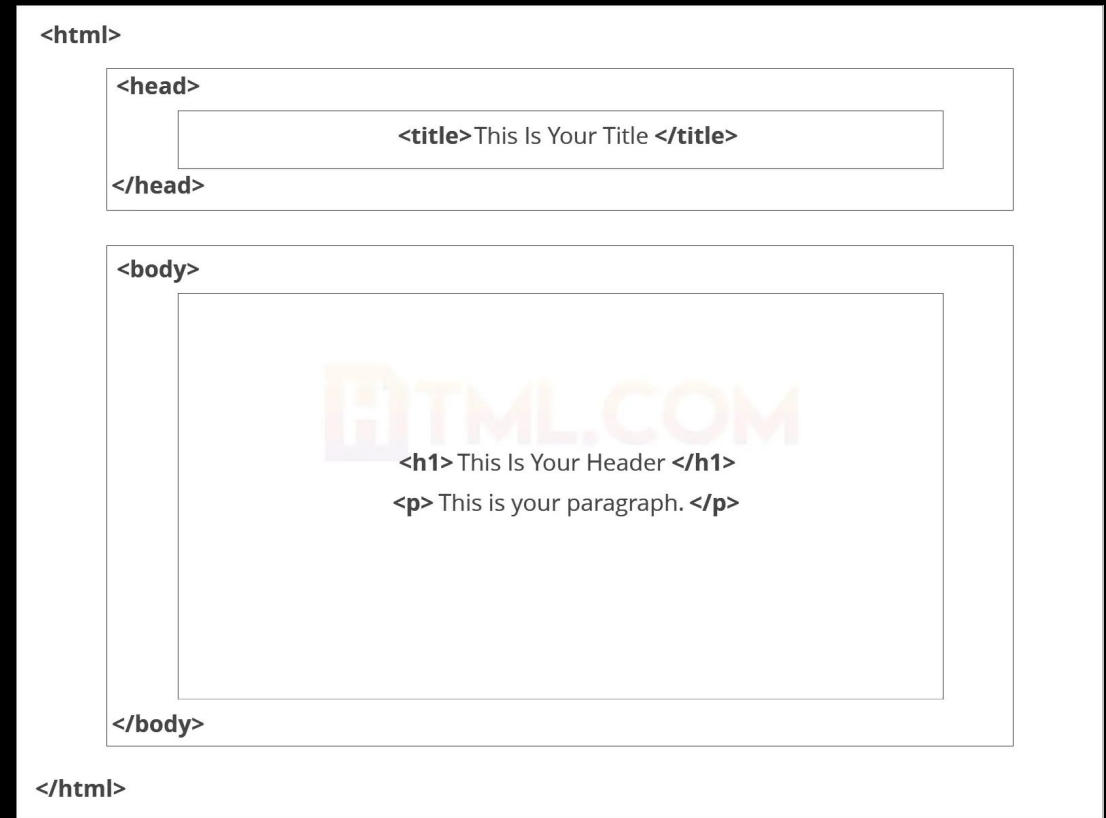 <html>
<head>
<title>This Is Your Title </title>
</head>
<body>
HTML.COM
<h1> This Is Your Header </h1>
<p> This is your paragraph. </p>
</body>
</html>